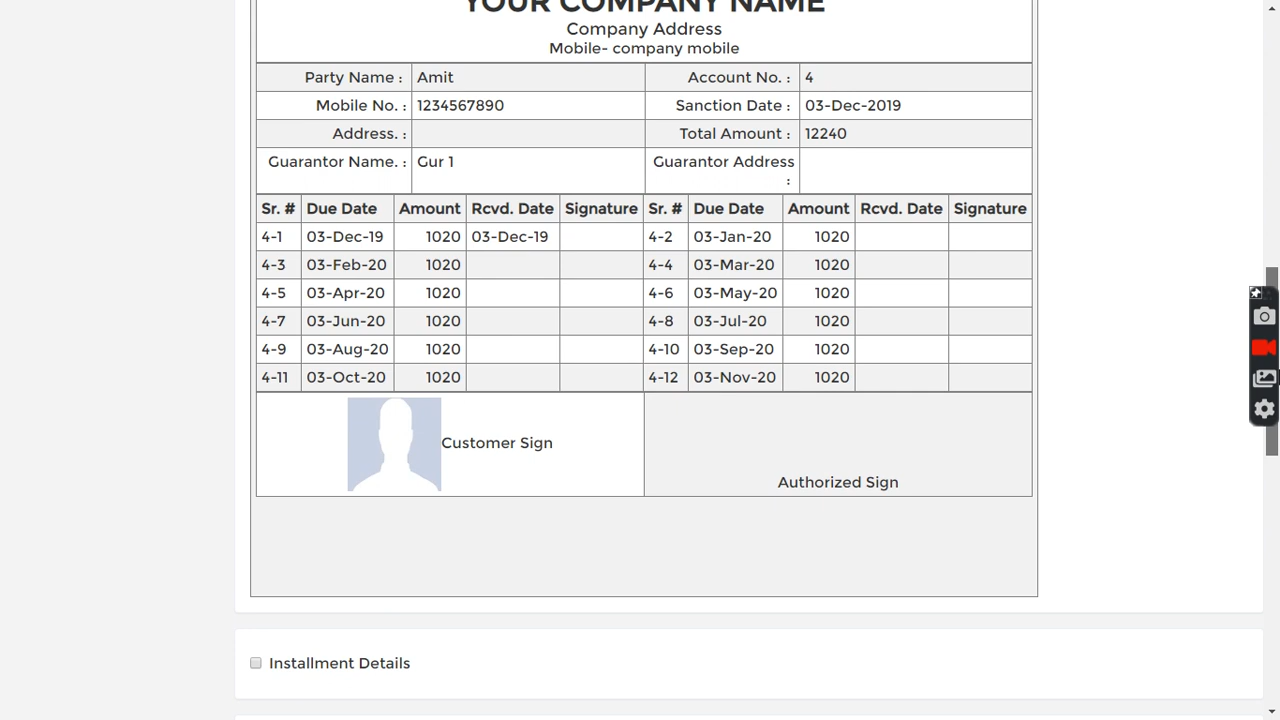 YOUR COMPANY NAME
Company Address
Mobile- company mobile
Party Name : Amit Account No. : 4
Mobile No. : 1234567890 Sanction Date : 03-Dec-2019
Address. : Total Amount : 12240
Guarantor Name. : Gur 1 Guarantor Address :
Sr. # Due Date Amount Rcvd. Date Signature Sr. # Due Date Amount Rcvd. Date Signature
4-1 03-Dec-19 1020 03-Dec-19 4-2 03-Jan-20 1020
4-3 03-Feb-20 1020 4-4 03-Mar-20 1020
4-5 03-Apr-20 1020 4-6 03-May-20 1020
4-7 03-Jun-20 1020 4-8 03-Jul-20 1020
4-9 03-Aug-20 1020 4-10 03-Sep-20 1020
4-11 03-Oct-20 1020 4-12 03-Nov-20 1020
Customer Sign
Authorized Sign
Installment Details